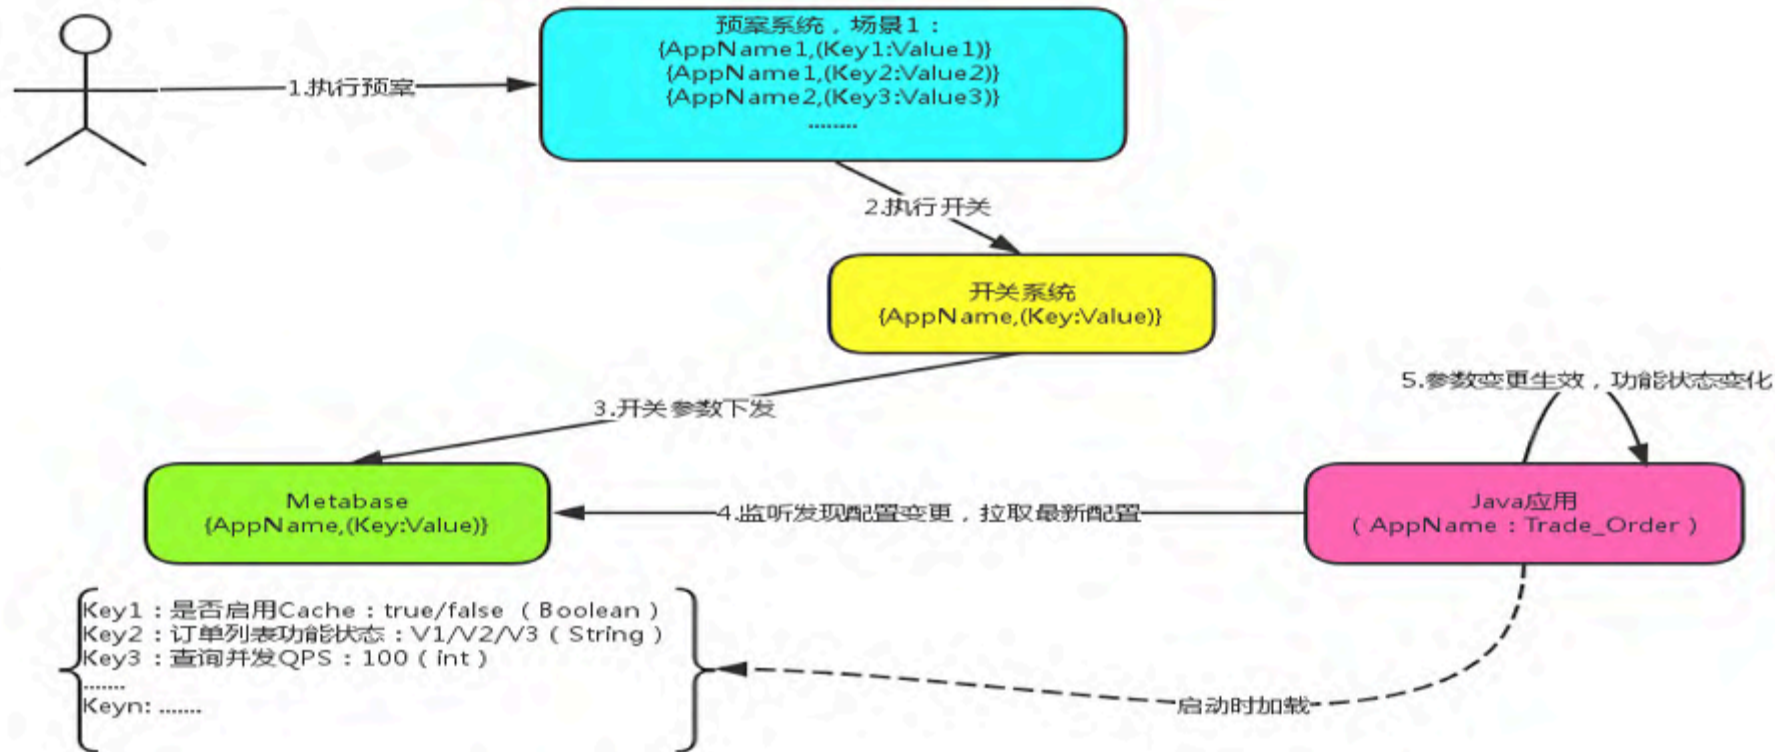 预案系统，场景1：
{AppName1,(Key1:Value1)}
{AppName1,(Key2:Value2)}
{AppName2,(Key3:Value3)}
........
1.执行预案
2.执行开关
开关系统
{AppName,(Key:Value)}
5.参数变更生效，功能状态变化
3.开关参数下发
Metabase
{AppName,(Key:Value)}
4.监听发现配置变更，拉取最新配置
Java应用
（AppName：Trade_Order）
Key1：是否启用Cache：true/false （Boolean）
Key2：订单列表功能状态：V1/V2/V3（String）
Key3：查询并发QPS：100（int）
.......
Keyn: .......
启动时加载